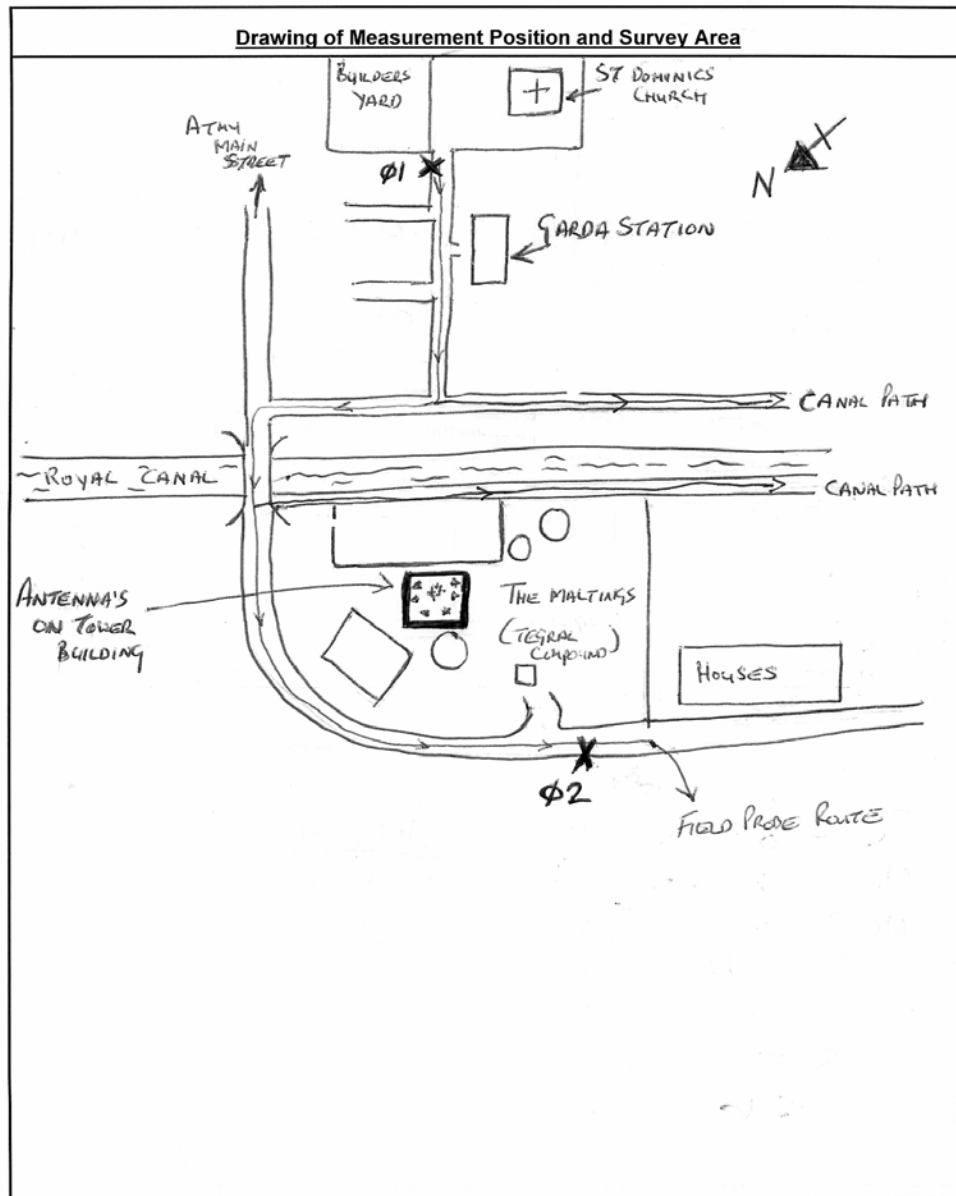 Drawing of Measurement Position and Survey Area
BUILDERS
YARD
ST DOMINICS
CHURCH
ATHY
MAIN
STREET
Ø1
N
GARDA STATION
CANAL PATH
ROYAL CANAL
CANAL PATH
ANTENNA'S
ON TOWER
BUILDING
THE MALTINGS
(TEGRAL
COMPOUND)
HOUSES
Ø2
FIELD PROBE ROUTE